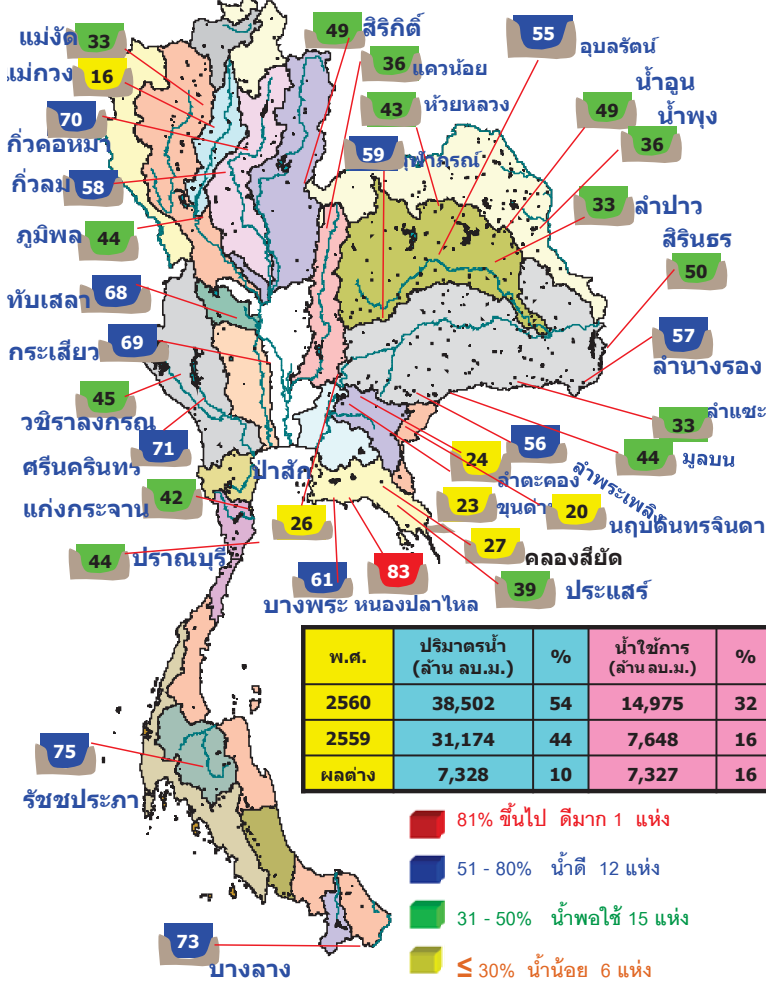 แม่งัด
33
16
70
กิ่วคอหมา
กิ่วลม
58
ภูมิพล
44
ทับเสลา
68
กระเสียว
69
45
วชิราลงกรณ
71
ศรีนครินทร
แก่งกระจาน
42
44
ปราณบุรี
ป่าสัก
26
49
สิริกิติ์
36
แควน้อย
43
ห้วยหลวง
59
55
อุบลรัตน์
49
น้ำอูน
น้ำพุง
36
33
ลำปาว
สิรินธร
50
57
ลำนางรอง
33
ลำแชะ
44
มูลบน
56
24
ลำตะคอง
ลำพระเพลิง
23
20
นฤบดินทรจินดา
27
คลองสียัด
39
ประแสร์
61
บางพระ
83
หนองปลาไหล
พ.ศ. ปริมาตรน้ำ (ล้าน ลบ.ม.) % น้ำใช้การ (ล้าน ลบ.ม.) %
2560 38,502 54 14,975 32
2559 31,174 44 7,648 16
ผลต่าง 7,328 10 7,327 16
75
รัชชประภา
73
บางลาง
81% ขึ้นไป ดีมาก 1 แห่ง
51 - 80% น้ำดี 12 แห่ง
31 - 50% น้ำพอใช้ 15 แห่ง
≤ 30% น้ำน้อย 6 แห่ง